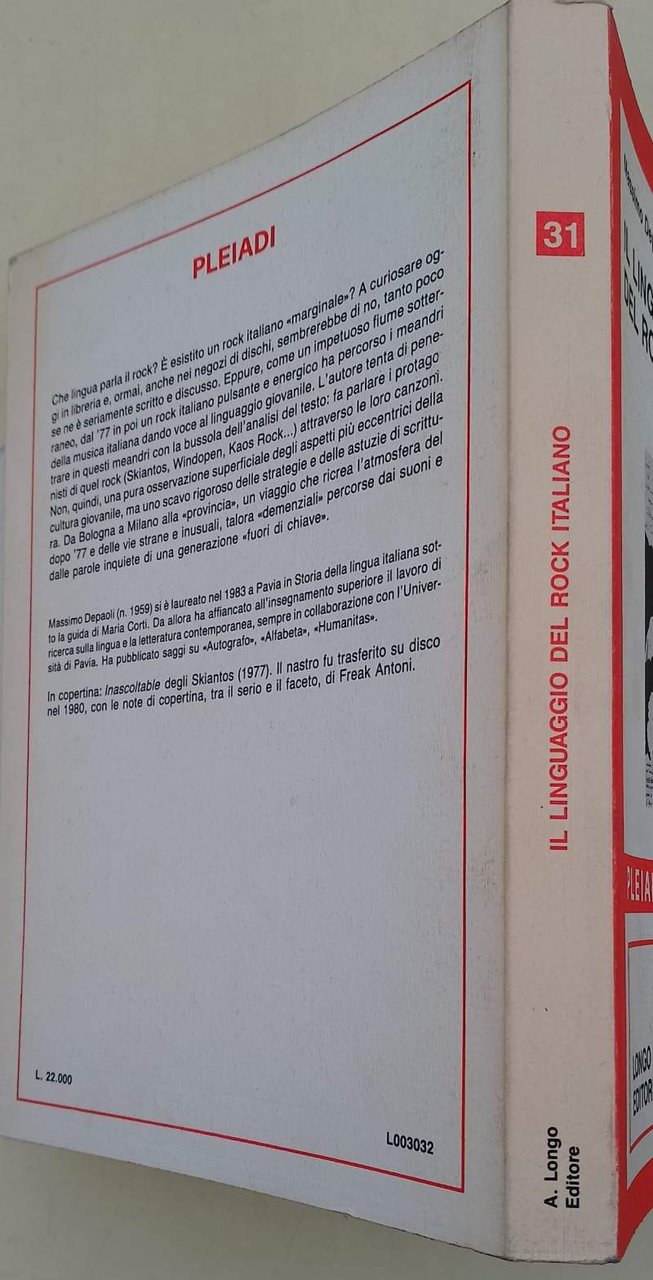 PLEIADI
Che lingua parla il rock? È esistito un rock italiano «marginale»? A curiosare og-
gi in libreria e, ormai, anche nei negozi di dischi, sembrerebbe di no, tanto poco
se ne è seriamente scritto e discusso. Eppure, come un impetuoso fiume sotter-
raneo, dal '77 in poi un rock italiano pulsante e energico ha percorso i meandri
della musica italiana dando voce al linguaggio giovanile. L'autore tenta di pene-
trare in questi meandri con la bussola dell'analisi del testo: fa parlare i protago
nisti di quel rock (Skiantos, Windopen, Kaos Rock...) attraverso le loro canzoni.
Non, quindi, una pura osservazione superficiale degli aspetti più eccentrici della
cultura giovanile, ma uno scavo rigoroso delle strategie e delle astuzie di scrittu-
ra. Da Bologna a Milano alla «provincia», un viaggio che ricrea l'atmosfera del
dopo '77 e delle vie strane e inusuali, talora «demenziali» percorse dai suoni e
dalle parole inquiete di una generazione «fuori di chiave».
Massimo Depaoli (n. 1959) si è laureato nel 1983 a Pavia in Storia della lingua italiana sot-
to la guida di Maria Corti. Da allora ha affiancato all'insegnamento superiore il lavoro di
ricerca sulla lingua e la letteratura contemporanea, sempre in collaborazione con l'Univer-
sità di Pavia. Ha pubblicato saggi su «Autografo», «Alfabeta», «Humanitas».
In copertina: Inascoltable degli Skiantos (1977). Il nastro fu trasferito su disco
nel 1980, con le note di copertina, tra il serio e il faceto, di Freak Antoni.
L. 22.000
L003032
31
IL LINGUAGGIO DEL ROCK ITALIANO
A. Longo
Editore
Massimo De
IL LING
DEL RO
PLEIA
LONGO
EDITOR